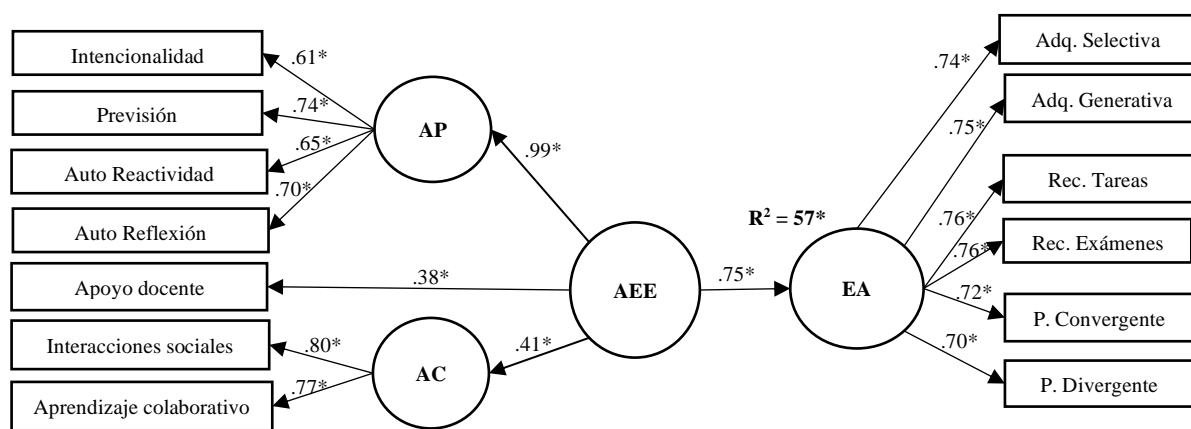 Intencionalidad
Previsión
Auto Reactividad
Auto Reflexión
Apoyo docente
Interacciones sociales
Aprendizaje colaborativo
.61*
.74*
.65*
.70*
AP
.99*
.38*
.80*
.77*
AC
.41*
AEE
.75*
R² = 57*
EA
.74*
.75*
.76*
.76*
.72*
.70*
Adq. Selectiva
Adq. Generativa
Rec. Tareas
Rec. Exámenes
P. Convergente
P. Divergente